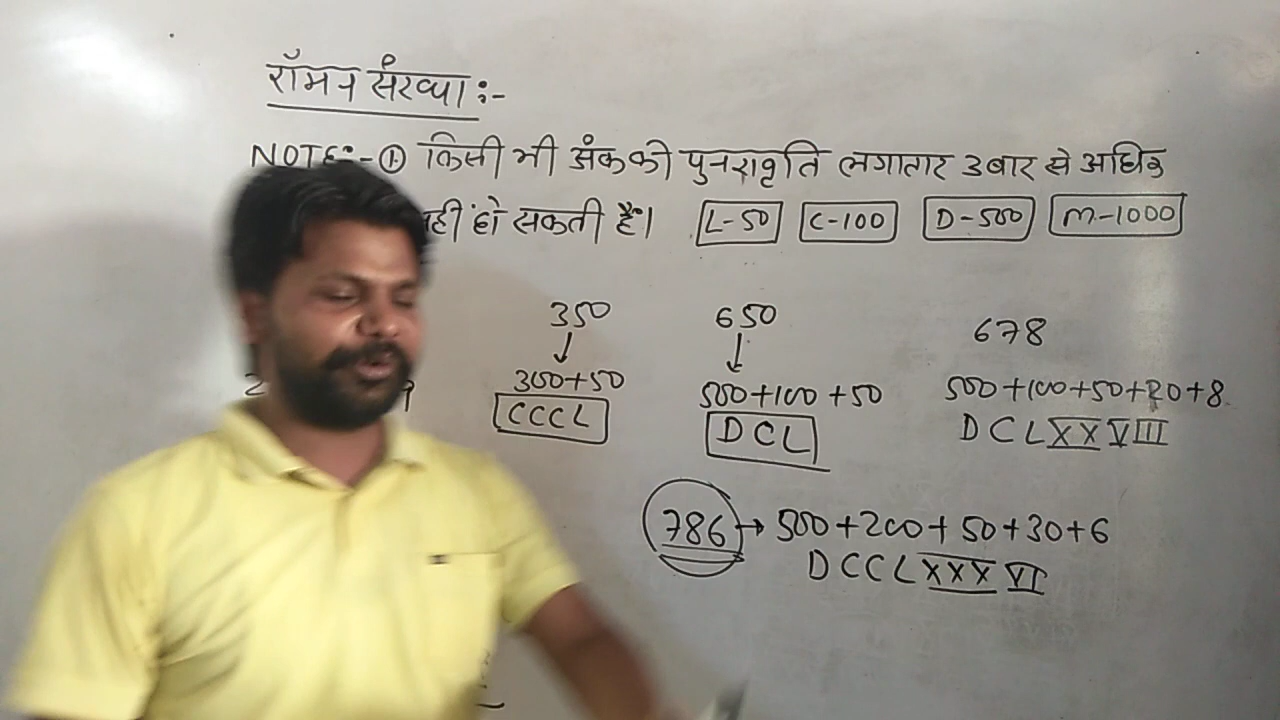 रॉमन संख्या :-
NOTE:- ① किसी भी अंक की पुनरावृति लगातार 3 बार से अधिक
नहीं हो सकती है। L-50 C-100 D-500 M-1000
350 650 678
300+50 500+100+50 500+100+50+20+8
CCCL DCL DCLXXVIII
786 → 500+200+50+30+6
DCCLXXXVI